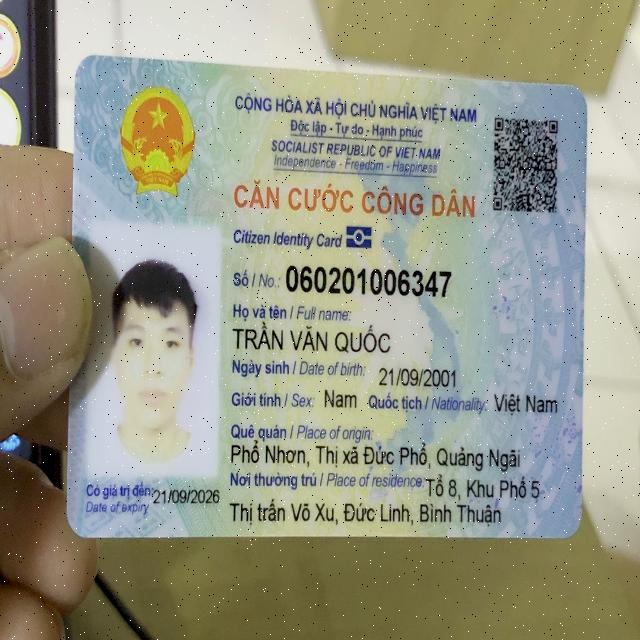 CỘNG HÒA XÃ HỘI CHỦ NGHĨA VIỆT NAM
Độc lập - Tự do - Hạnh phúc
SOCIALIST REPUBLIC OF VIET NAM
Independence - Freedom - Happiness
CĂN CƯỚC CÔNG DÂN
Citizen Identity Card
Số / No.: 060201006347
Họ và tên / Full name:
TRẦN VĂN QUỐC
Ngày sinh / Date of birth: 21/09/2001
Giới tính / Sex: Nam Quốc tịch / Nationality: Việt Nam
Quê quán / Place of origin:
Phổ Nhơn, Thị xã Đức Phổ, Quảng Ngãi
Nơi thường trú / Place of residence: Tổ 8, Khu Phố 5
Thị trấn Võ Xu, Đức Linh, Bình Thuận
Có giá trị đến: 21/09/2026
Date of expiry